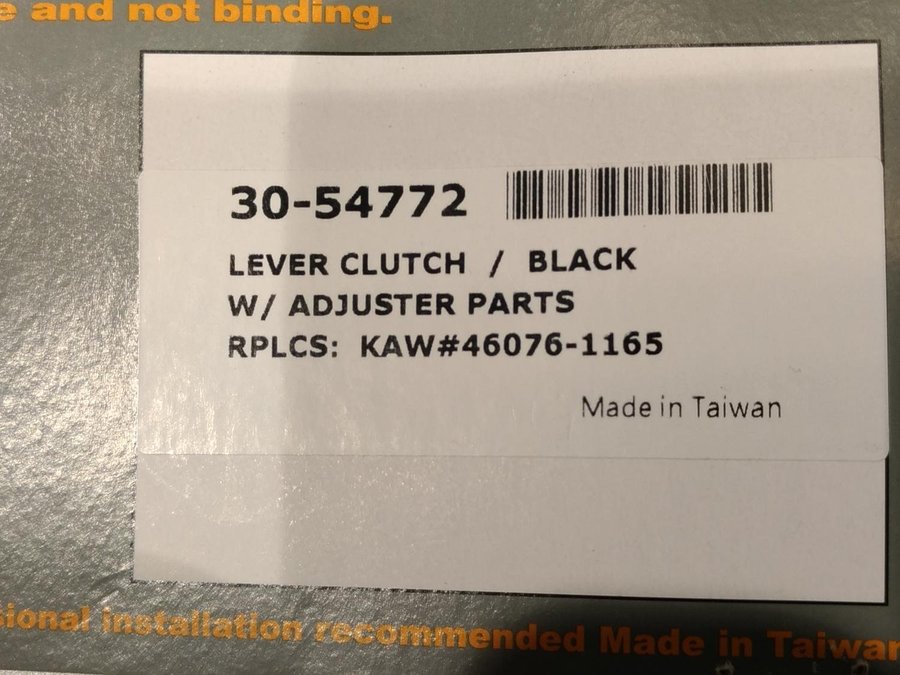 and not binding.
30-54772
LEVER CLUTCH / BLACK
W/ ADJUSTER PARTS
RPLCS: KAW#46076-1165
Made in Taiwan
installation recommended Made in Taiwan